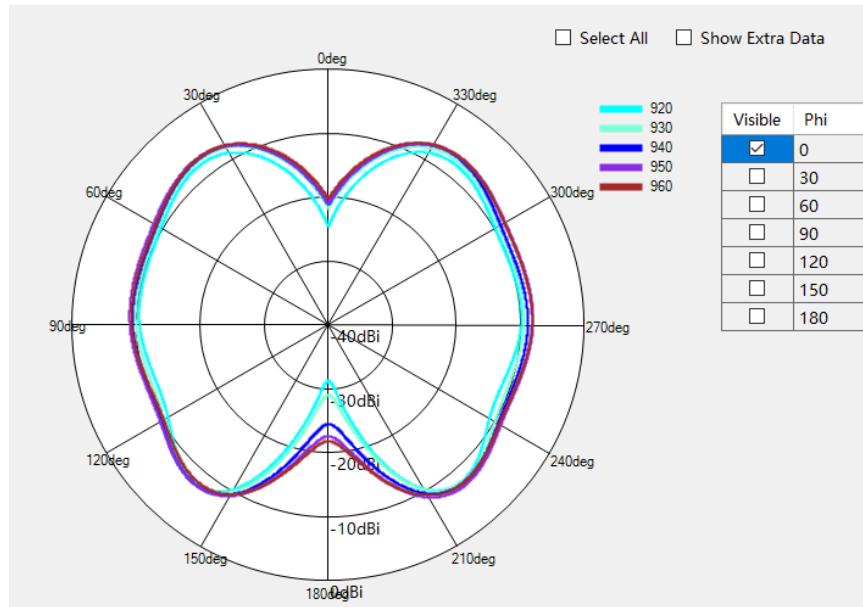 Select All
Show Extra Data
0deg
30deg
330deg
920
930
940
950
960
Visible Phi
0
30
60
90
120
150
180
60deg
300deg
90deg
270deg
-40dBi
-30dBi
120deg
240deg
-20dBi
-10dBi
150deg
210deg
180deg
0dBi